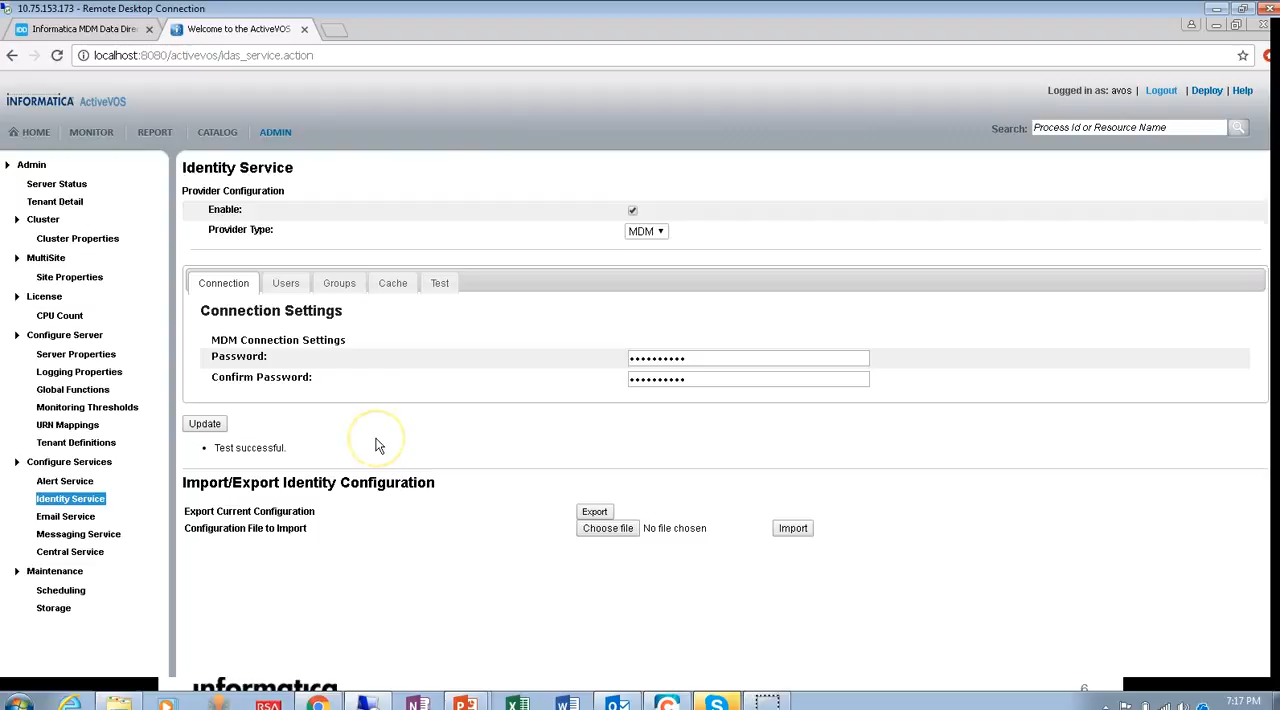 10.75.153.173 - Remote Desktop Connection
Informatica MDM Data Dire
Welcome to the ActiveVOS
localhost:8080/activevos/idas_service.action
INFORMATICA ActiveVOS
Logged in as: avos | Logout | Deploy | Help
HOME MONITOR REPORT CATALOG ADMIN
Search: Process Id or Resource Name
Admin
Server Status
Tenant Detail
Cluster
Cluster Properties
MultiSite
Site Properties
License
CPU Count
Configure Server
Server Properties
Logging Properties
Global Functions
Monitoring Thresholds
URN Mappings
Tenant Definitions
Configure Services
Alert Service
Identity Service
Email Service
Messaging Service
Central Service
Maintenance
Scheduling
Storage
Identity Service
Provider Configuration
Enable:
Provider Type: MDM
Connection Users Groups Cache Test
Connection Settings
MDM Connection Settings
Password: ••••••••••
Confirm Password: ••••••••••
Update
• Test successful.
Import/Export Identity Configuration
Export Current Configuration Export
Configuration File to Import Choose file No file chosen Import
informatica
6
RSA
7:17 PM